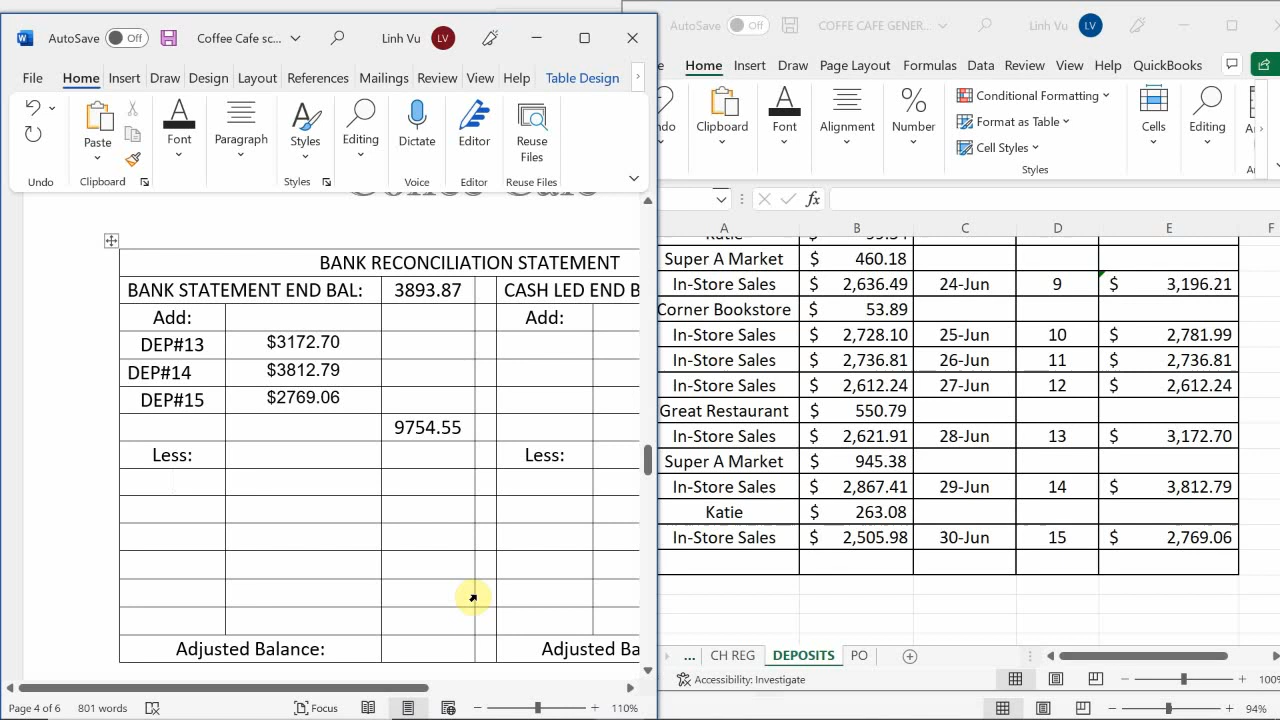 AutoSave Off Coffee Cafe sc... Linh Vu LV
File Home Insert Draw Design Layout References Mailings Review View Help Table Design
Undo
Paste
Clipboard
Font
Paragraph
Styles
Styles
Editing
Dictate
Voice
Editor
Editor
Reuse Files
Reuse Files
BANK RECONCILIATION STATEMENT
BANK STATEMENT END BAL: 3893.87 CASH LED END B
Add: Add:
DEP#13 $3172.70
DEP#14 $3812.79
DEP#15 $2769.06
9754.55
Less: Less:
Adjusted Balance: Adjusted Ba
Page 4 of 6 801 words Focus 110%
AutoSave Off COFFE CAFE GENER... Linh Vu LV
e Home Insert Draw Page Layout Formulas Data Review View Help QuickBooks
ndo
Clipboard
Font
Alignment
Number
Conditional Formatting
Format as Table
Cell Styles
Styles
Cells
Editing
fx
A B C D E F
Super A Market $ 460.18
In-Store Sales $ 2,636.49 24-Jun 9 $ 3,196.21
Corner Bookstore $ 53.89
In-Store Sales $ 2,728.10 25-Jun 10 $ 2,781.99
In-Store Sales $ 2,736.81 26-Jun 11 $ 2,736.81
In-Store Sales $ 2,612.24 27-Jun 12 $ 2,612.24
Great Restaurant $ 550.79
In-Store Sales $ 2,621.91 28-Jun 13 $ 3,172.70
Super A Market $ 945.38
In-Store Sales $ 2,867.41 29-Jun 14 $ 3,812.79
Katie $ 263.08
In-Store Sales $ 2,505.98 30-Jun 15 $ 2,769.06
... CH REG DEPOSITS PO
Accessibility: Investigate 100%
94%